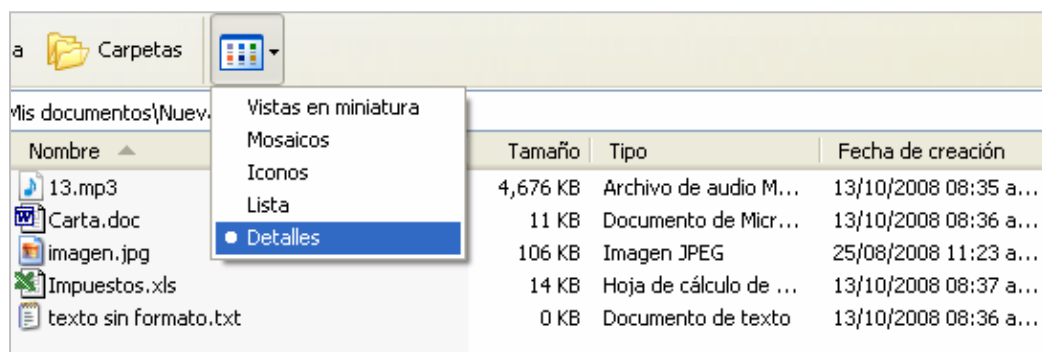 a Carpetas
Mis documentos\Nueva
Vistas en miniatura
Mosaicos
Iconos
Lista
Detalles
Nombre Tamaño Tipo Fecha de creación
13.mp3 4,676 KB Archivo de audio M... 13/10/2008 08:35 a...
Carta.doc 11 KB Documento de Micr... 13/10/2008 08:36 a...
imagen.jpg 106 KB Imagen JPEG 25/08/2008 11:23 a...
Impuestos.xls 14 KB Hoja de cálculo de ... 13/10/2008 08:37 a...
texto sin formato.txt 0 KB Documento de texto 13/10/2008 08:36 a...